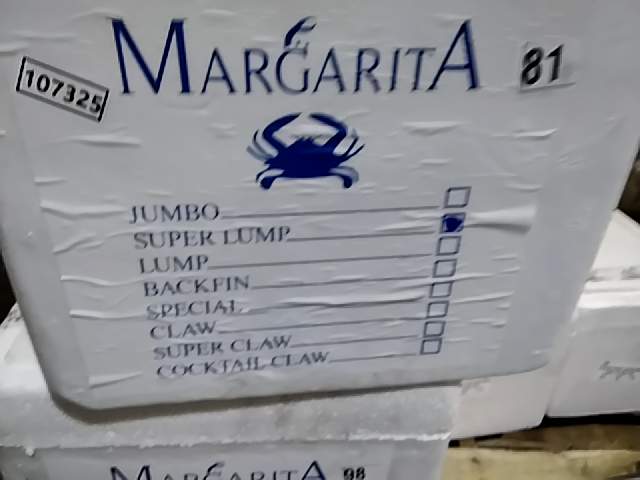 MARGARITA
107325
81
JUMBO
SUPER LUMP
LUMP
BACKFIN
SPECIAL
CLAW
SUPER CLAW
COCKTAIL CLAW
MARGARITA 98